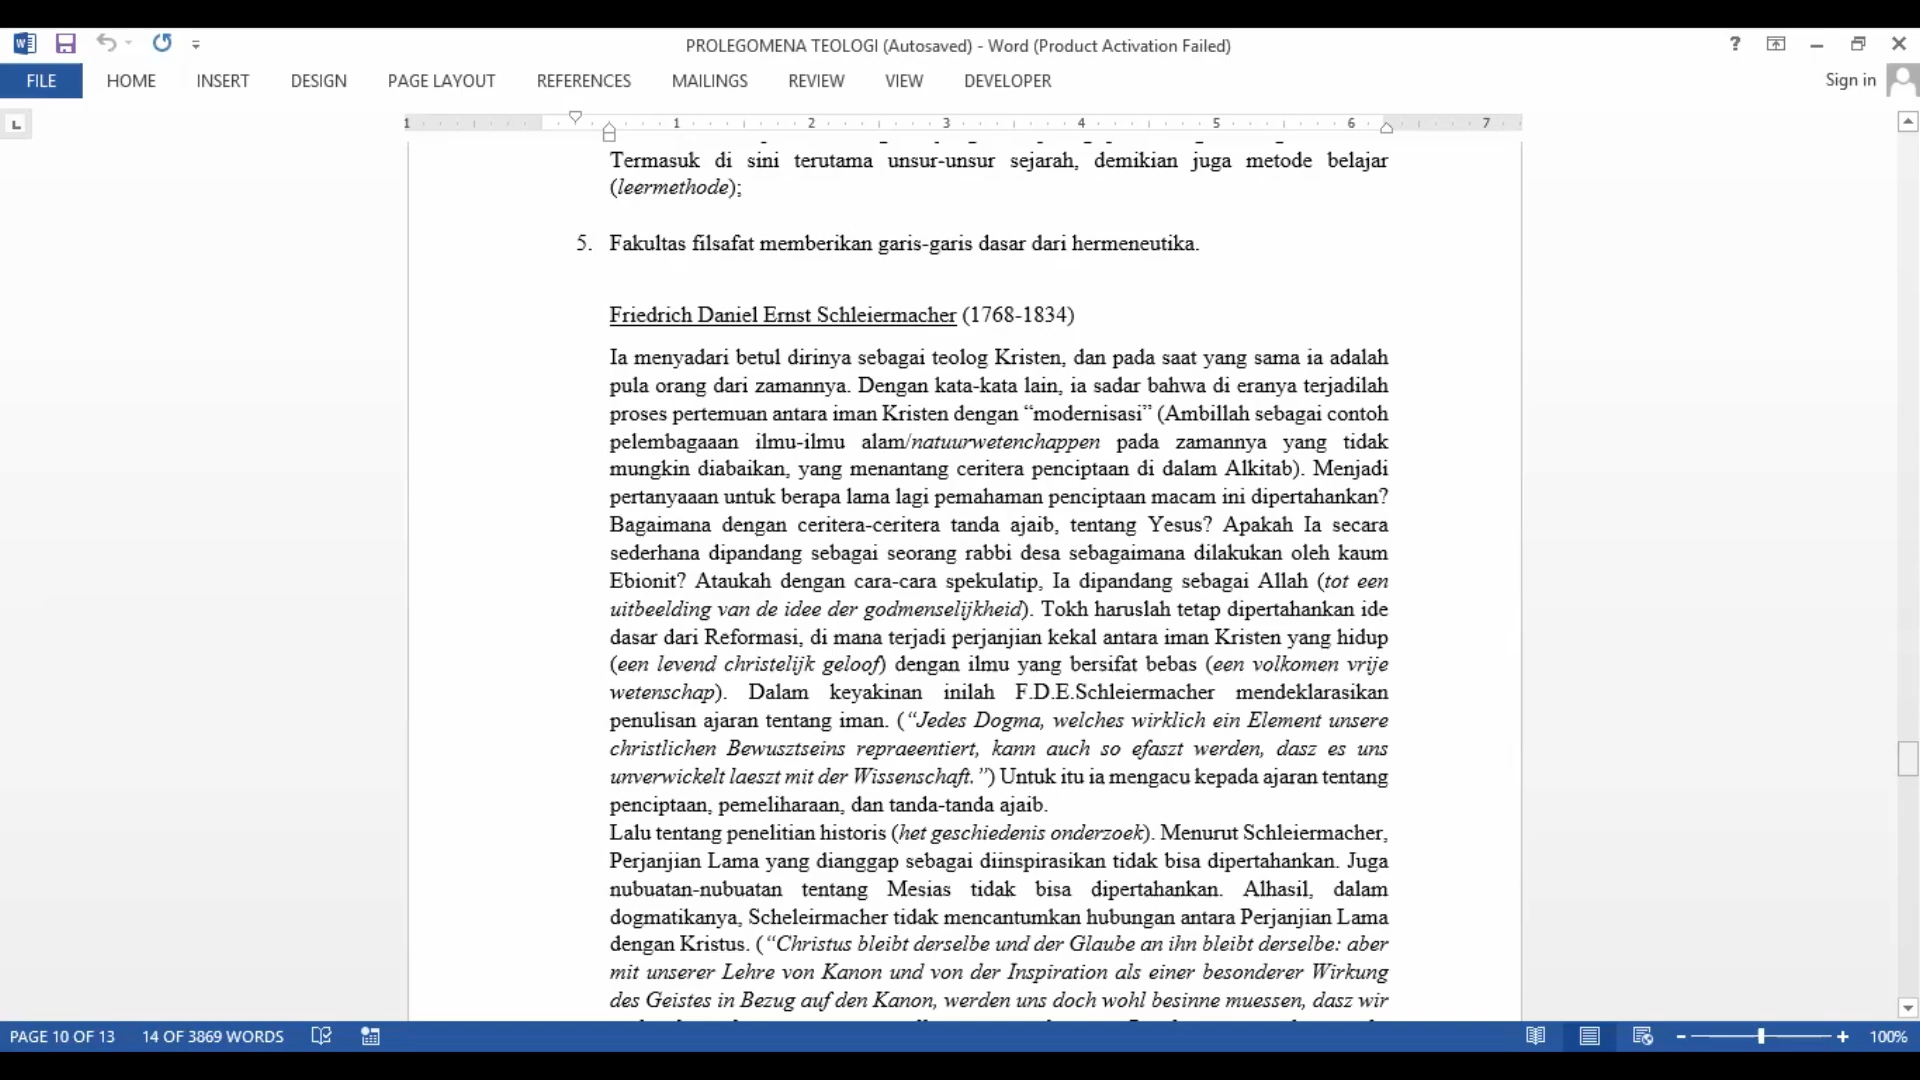 PROLEGOMENA TEOLOGI (Autosaved) - Word (Product Activation Failed)
FILE HOME INSERT DESIGN PAGE LAYOUT REFERENCES MAILINGS REVIEW VIEW DEVELOPER Sign in
1 1 2 3 4 5 6 7
Termasuk di sini terutama unsur-unsur sejarah, demikian juga metode belajar
(leermethode);
5. Fakultas filsafat memberikan garis-garis dasar dari hermeneutika.
Friedrich Daniel Ernst Schleiermacher (1768-1834)
Ia menyadari betul dirinya sebagai teolog Kristen, dan pada saat yang sama ia adalah
pula orang dari zamannya. Dengan kata-kata lain, ia sadar bahwa di eranya terjadilah
proses pertemuan antara iman Kristen dengan “modernisasi” (Ambillah sebagai contoh
pelembagaaan ilmu-ilmu alam/natuurwetenchappen pada zamannya yang tidak
mungkin diabaikan, yang menantang ceritera penciptaan di dalam Alkitab). Menjadi
pertanyaaan untuk berapa lama lagi pemahaman penciptaan macam ini dipertahankan?
Bagaimana dengan ceritera-ceritera tanda ajaib, tentang Yesus? Apakah Ia secara
sederhana dipandang sebagai seorang rabbi desa sebagaimana dilakukan oleh kaum
Ebionit? Ataukah dengan cara-cara spekulatip, Ia dipandang sebagai Allah (tot een
uitbeelding van de idee der godmenselijkheid). Tokh haruslah tetap dipertahankan ide
dasar dari Reformasi, di mana terjadi perjanjian kekal antara iman Kristen yang hidup
(een levend christelijk geloof) dengan ilmu yang bersifat bebas (een volkomen vrije
wetenschap). Dalam keyakinan inilah F.D.E.Schleiermacher mendeklarasikan
penulisan ajaran tentang iman. (“Jedes Dogma, welches wirklich ein Element unsere
christlichen Bewusztseins repraeentiert, kann auch so efaszt werden, dasz es uns
unverwickelt laeszt mit der Wissenschaft.”) Untuk itu ia mengacu kepada ajaran tentang
penciptaan, pemeliharaan, dan tanda-tanda ajaib.
Lalu tentang penelitian historis (het geschiedenis onderzoek). Menurut Schleiermacher,
Perjanjian Lama yang dianggap sebagai diinspirasikan tidak bisa dipertahankan. Juga
nubuatan-nubuatan tentang Mesias tidak bisa dipertahankan. Alhasil, dalam
dogmatikanya, Scheleirmacher tidak mencantumkan hubungan antara Perjanjian Lama
dengan Kristus. (“Christus bleibt derselbe und der Glaube an ihn bleibt derselbe: aber
mit unserer Lehre von Kanon und von der Inspiration als einer besonderer Wirkung
des Geistes in Bezug auf den Kanon, werden uns doch wohl besinne muessen, dasz wir
PAGE 10 OF 13 14 OF 3869 WORDS 100%